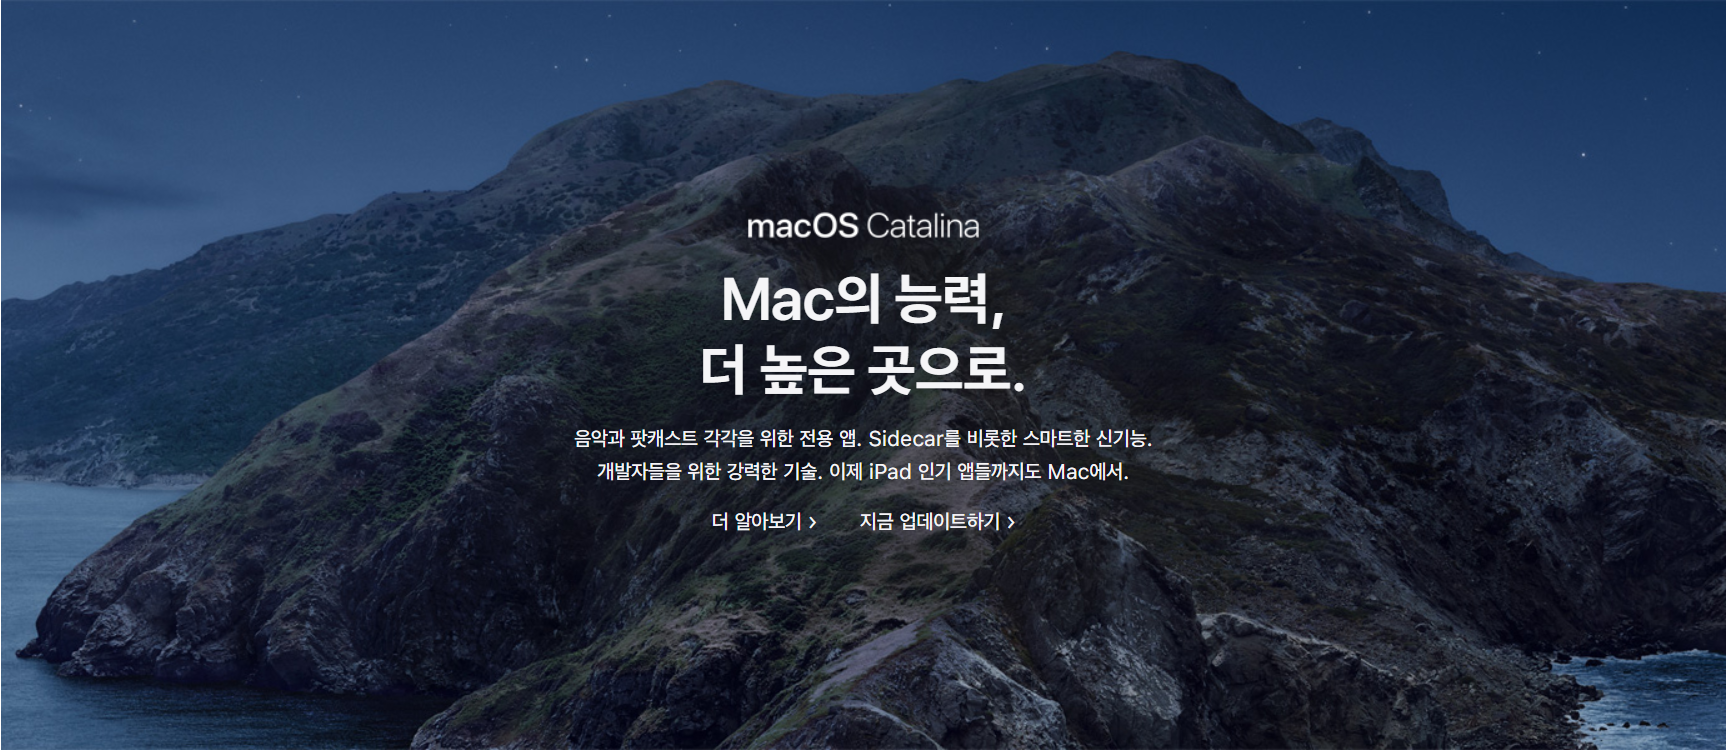 macOS Catalina
Mac의 능력,
더 높은 곳으로.
음악과 팟캐스트 각각을 위한 전용 앱. Sidecar를 비롯한 스마트한 신기능.
개발자들을 위한 강력한 기술. 이제 iPad 인기 앱들까지도 Mac에서.
더 알아보기 > 지금 업데이트하기 >